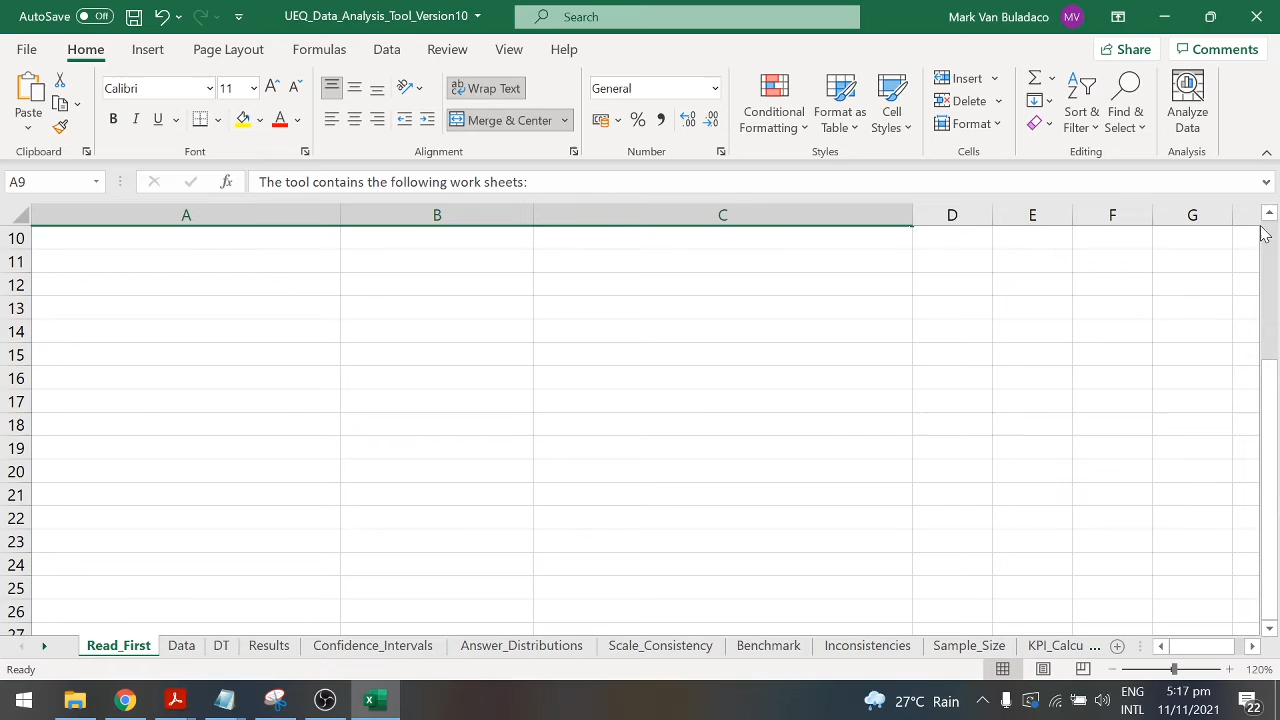 AutoSave Off UEQ_Data_Analysis_Tool_Version10 Search Mark Van Buladaco MV
File Home Insert Page Layout Formulas Data Review View Help Share Comments
Paste Calibri 11 A A ab Wrap Text General Conditional Formatting Format as Table Cell Styles Insert Delete Format Sort & Filter Find & Select Analyze Data
B I U A Merge & Center % , .00
Clipboard Font Alignment Number Styles Cells Editing Analysis
A9 fx The tool contains the following work sheets:
A B C D E F G
10
11
12
13
14
15
16
17
18
19
20
21
22
23
24
25
26
27
Read_First Data DT Results Confidence_Intervals Answer_Distributions Scale_Consistency Benchmark Inconsistencies Sample_Size KPI_Calcu ...
Ready 120%
27°C Rain ENG INTL 5:17 pm 11/11/2021 22